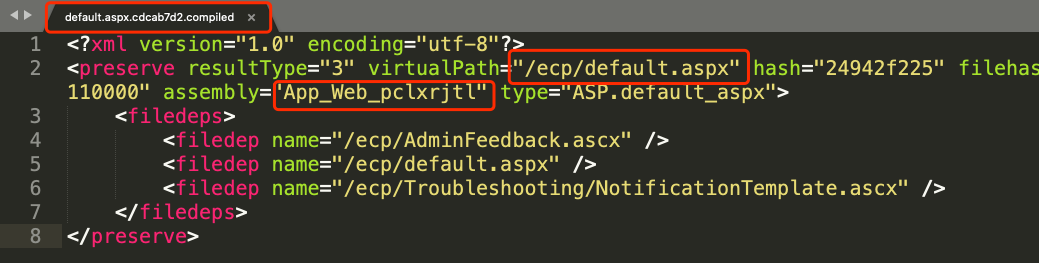 default.aspx.cdcab7d2.compiled ×
1 <?xml version="1.0" encoding="utf-8"?>
2 <preserve resultType="3" virtualPath="/ecp/default.aspx" hash="24942f225" filehas
110000" assembly="App_Web_pclxrjtl" type="ASP.default_aspx">
3 <filedeps>
4 <filedep name="/ecp/AdminFeedback.ascx" />
5 <filedep name="/ecp/default.aspx" />
6 <filedep name="/ecp/Troubleshooting/NotificationTemplate.ascx" />
7 </filedeps>
8 </preserve>